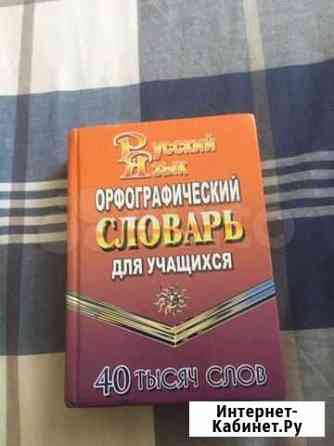 Русский
Язык
ОРФОГРАФИЧЕСКИЙ
СЛОВАРЬ
ДЛЯ УЧАЩИХСЯ
40 ТЫСЯЧ СЛОВ
Интернет-
Кабинет.Ру